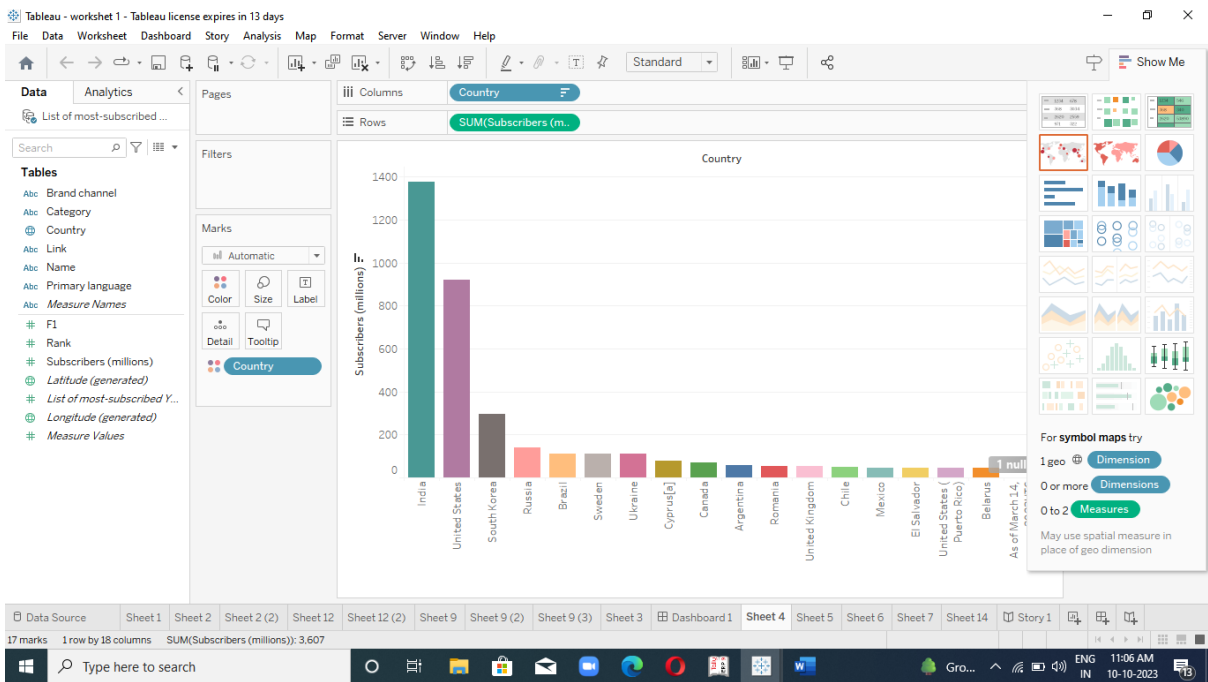 Tableau - workshet 1 - Tableau license expires in 13 days
File Data Worksheet Dashboard Story Analysis Map Format Server Window Help
Standard
Show Me
Data Analytics
List of most-subscribed ...
Search
Tables
Abc Brand channel
Abc Category
Country
Abc Link
Abc Name
Abc Primary language
Abc Measure Names
# F1
# Rank
# Subscribers (millions)
Latitude (generated)
# List of most-subscribed Y...
Longitude (generated)
# Measure Values
Pages
Filters
Marks
Automatic
Color Size Label
Detail Tooltip
Country
Columns Country
Rows SUM(Subscribers (m..
Country
Subscribers (millions)
1400
1200
1000
800
600
400
200
0
India
United States
South Korea
Russia
Brazil
Sweden
Ukraine
Cyprus[a]
Canada
Argentina
Romania
United Kingdom
Chile
Mexico
El Salvador
United States (
Puerto Rico)
Belarus
As of March 14,
1 null
For symbol maps try
1 geo Dimension
0 or more Dimensions
0 to 2 Measures
May use spatial measure in
place of geo dimension
Data Source Sheet 1 Sheet 2 Sheet 2 (2) Sheet 12 Sheet 12 (2) Sheet 9 Sheet 9 (2) Sheet 9 (3) Sheet 3 Dashboard 1 Sheet 4 Sheet 5 Sheet 6 Sheet 7 Sheet 14 Story 1
17 marks 1 row by 18 columns SUM(Subscribers (millions)): 3,607
Type here to search
Gro...
ENG
IN
11:06 AM
10-10-2023
13